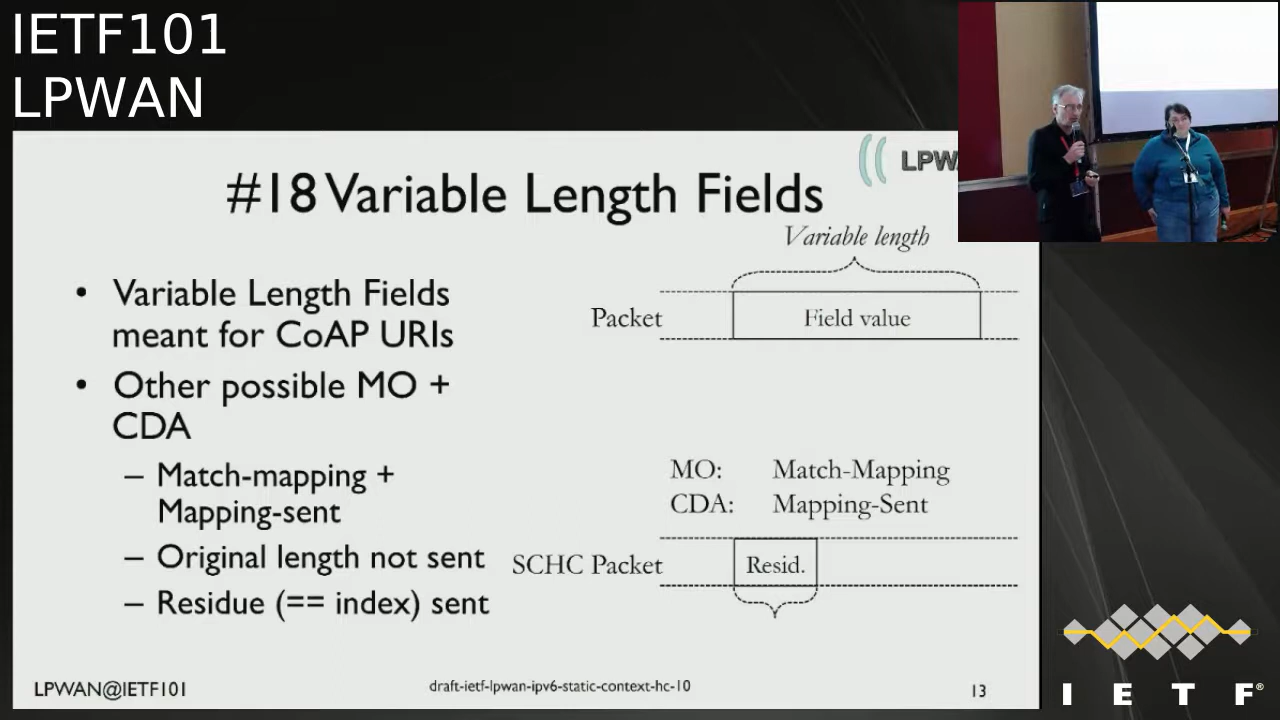 IETF101
LPWAN
LPW
#18 Variable Length Fields
Variable length
• Variable Length Fields
meant for CoAP URIs
Packet
Field value
• Other possible MO +
CDA
– Match-mapping +
Mapping-sent
– Original length not sent
– Residue (== index) sent
MO: Match-Mapping
CDA: Mapping-Sent
SCHC Packet
Resid.
LPWAN@IETF101
draft-ietf-lpwan-ipv6-static-context-hc-10
13
I E T F®